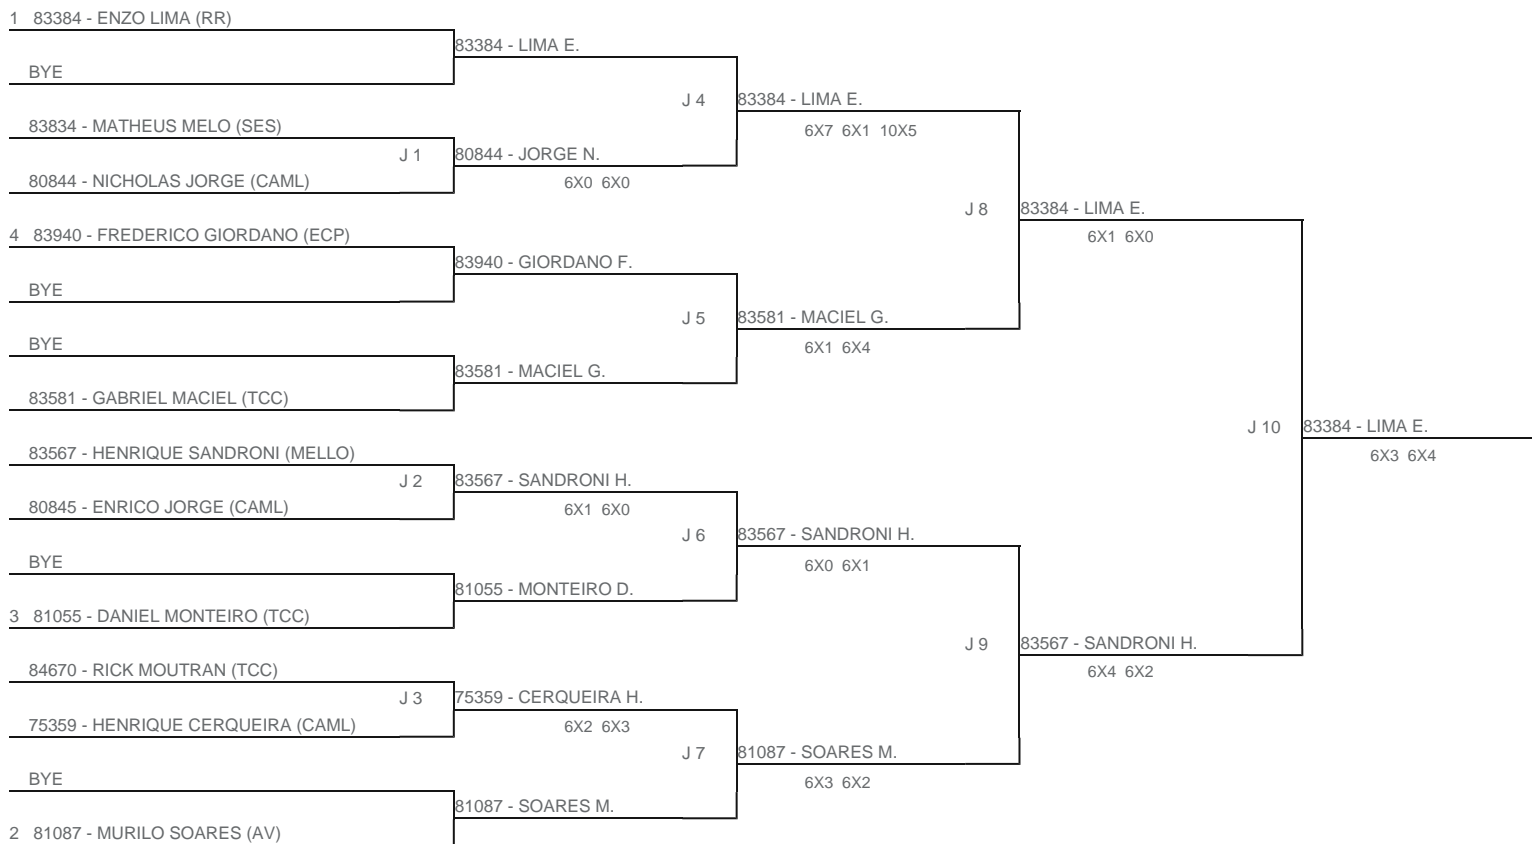 1 83384 - ENZO LIMA (RR)
83384 - LIMA E.
BYE
J 4
83384 - LIMA E.
6X7 6X1 10X5
83834 - MATHEUS MELO (SES)
J 1
80844 - JORGE N.
80844 - NICHOLAS JORGE (CAML)
6X0 6X0
J 8
83384 - LIMA E.
6X1 6X0
4 83940 - FREDERICO GIORDANO (ECP)
83940 - GIORDANO F.
BYE
J 5
83581 - MACIEL G.
6X1 6X4
BYE
83581 - MACIEL G.
83581 - GABRIEL MACIEL (TCC)
J 10
83384 - LIMA E.
6X3 6X4
83567 - HENRIQUE SANDRONI (MELLO)
J 2
83567 - SANDRONI H.
80845 - ENRICO JORGE (CAML)
6X1 6X0
J 6
83567 - SANDRONI H.
6X0 6X1
BYE
81055 - MONTEIRO D.
3 81055 - DANIEL MONTEIRO (TCC)
J 9
83567 - SANDRONI H.
6X4 6X2
84670 - RICK MOUTRAN (TCC)
J 3
75359 - CERQUEIRA H.
75359 - HENRIQUE CERQUEIRA (CAML)
6X2 6X3
J 7
81087 - SOARES M.
6X3 6X2
BYE
81087 - SOARES M.
2 81087 - MURILO SOARES (AV)